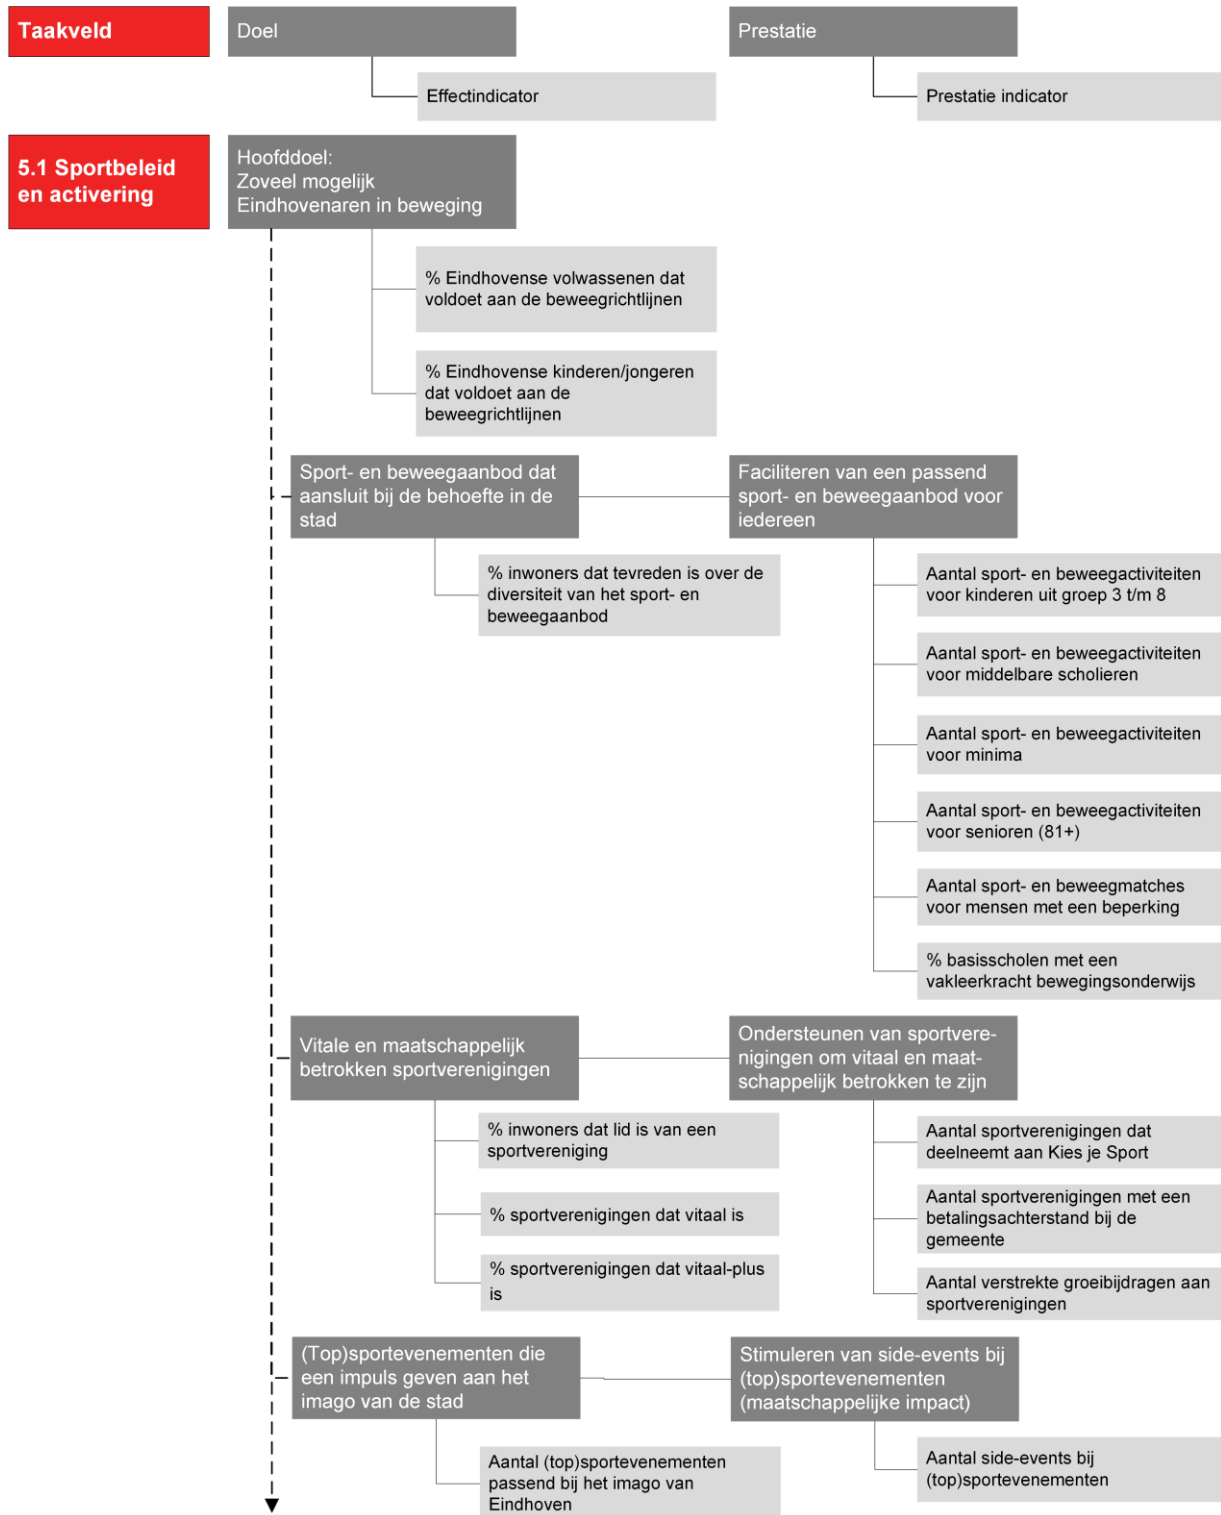 Taakveld
Doel
Prestatie
Effectindicator
Prestatie indicator
5.1 Sportbeleid
en activering
Hoofddoel:
Zoveel mogelijk
Eindhovenaren in beweging
% Eindhovense volwassenen dat
voldoet aan de beweegrichtlijnen
% Eindhovense kinderen/jongeren
dat voldoet aan de
beweegrichtlijnen
Sport- en beweegaanbod dat
aansluit bij de behoefte in de
stad
Faciliteren van een passend
sport- en beweegaanbod voor
iedereen
% inwoners dat tevreden is over de
diversiteit van het sport- en
beweegaanbod
Aantal sport- en beweegactiviteiten
voor kinderen uit groep 3 t/m 8
Aantal sport- en beweegactiviteiten
voor middelbare scholieren
Aantal sport- en beweegactiviteiten
voor minima
Aantal sport- en beweegactiviteiten
voor senioren (81+)
Aantal sport- en beweegmatches
voor mensen met een beperking
% basisscholen met een
vakleerkracht bewegingsonderwijs
Vitale en maatschappelijk
betrokken sportverenigingen
Ondersteunen van sportvere-
nigingen om vitaal en maat-
schappelijk betrokken te zijn
% inwoners dat lid is van een
sportvereniging
% sportverenigingen dat vitaal is
% sportverenigingen dat vitaal-plus
is
Aantal sportverenigingen dat
deelneemt aan Kies je Sport
Aantal sportverenigingen met een
betalingsachterstand bij de
gemeente
Aantal verstrekte groeibijdragen aan
sportverenigingen
(Top)sportevenementen die
een impuls geven aan het
imago van de stad
Stimuleren van side-events bij
(top)sportevenementen
(maatschappelijke impact)
Aantal (top)sportevenementen
passend bij het imago van
Eindhoven
Aantal side-events bij
(top)sportevenementen